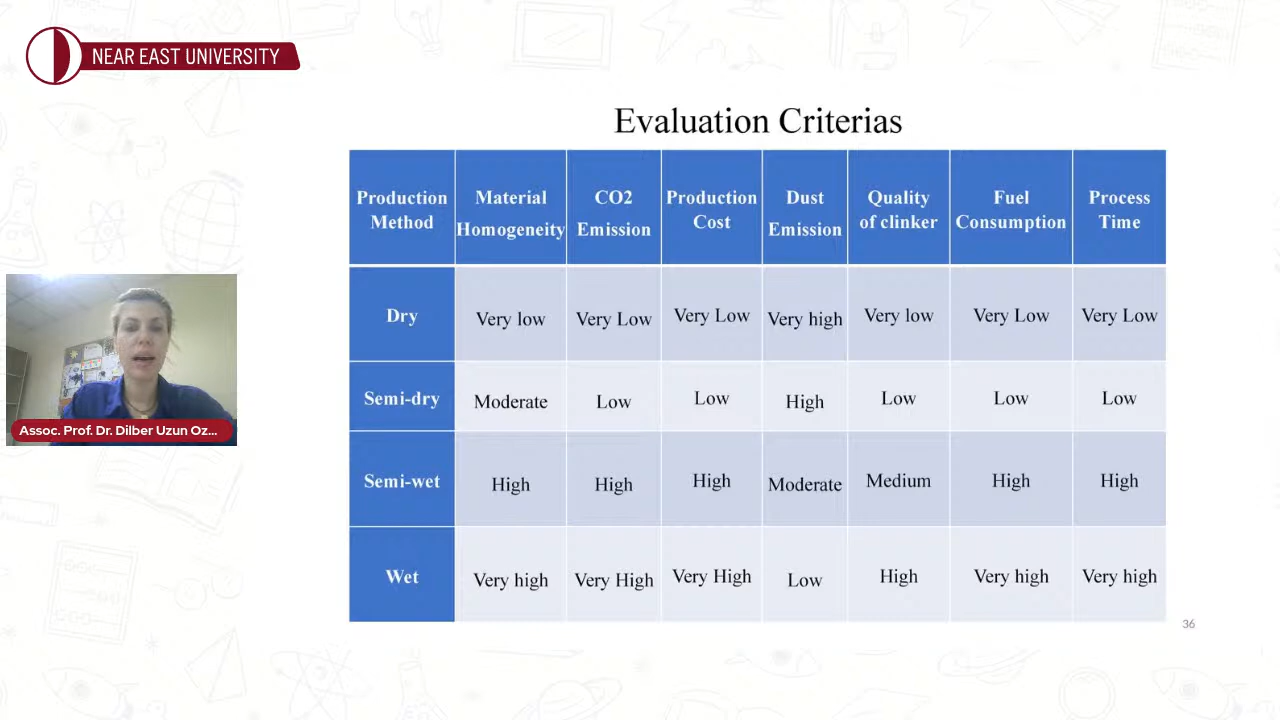 NEAR EAST UNIVERSITY
Evaluation Criterias
Production Method Material Homogeneity CO2 Emission Production Cost Dust Emission Quality of clinker Fuel Consumption Process Time
Dry Very low Very Low Very Low Very high Very low Very Low Very Low
Semi-dry Moderate Low Low High Low Low Low
Semi-wet High High High Moderate Medium High High
Wet Very high Very High Very High Low High Very high Very high
Assoc. Prof. Dr. Dilber Uzun Oz...
36